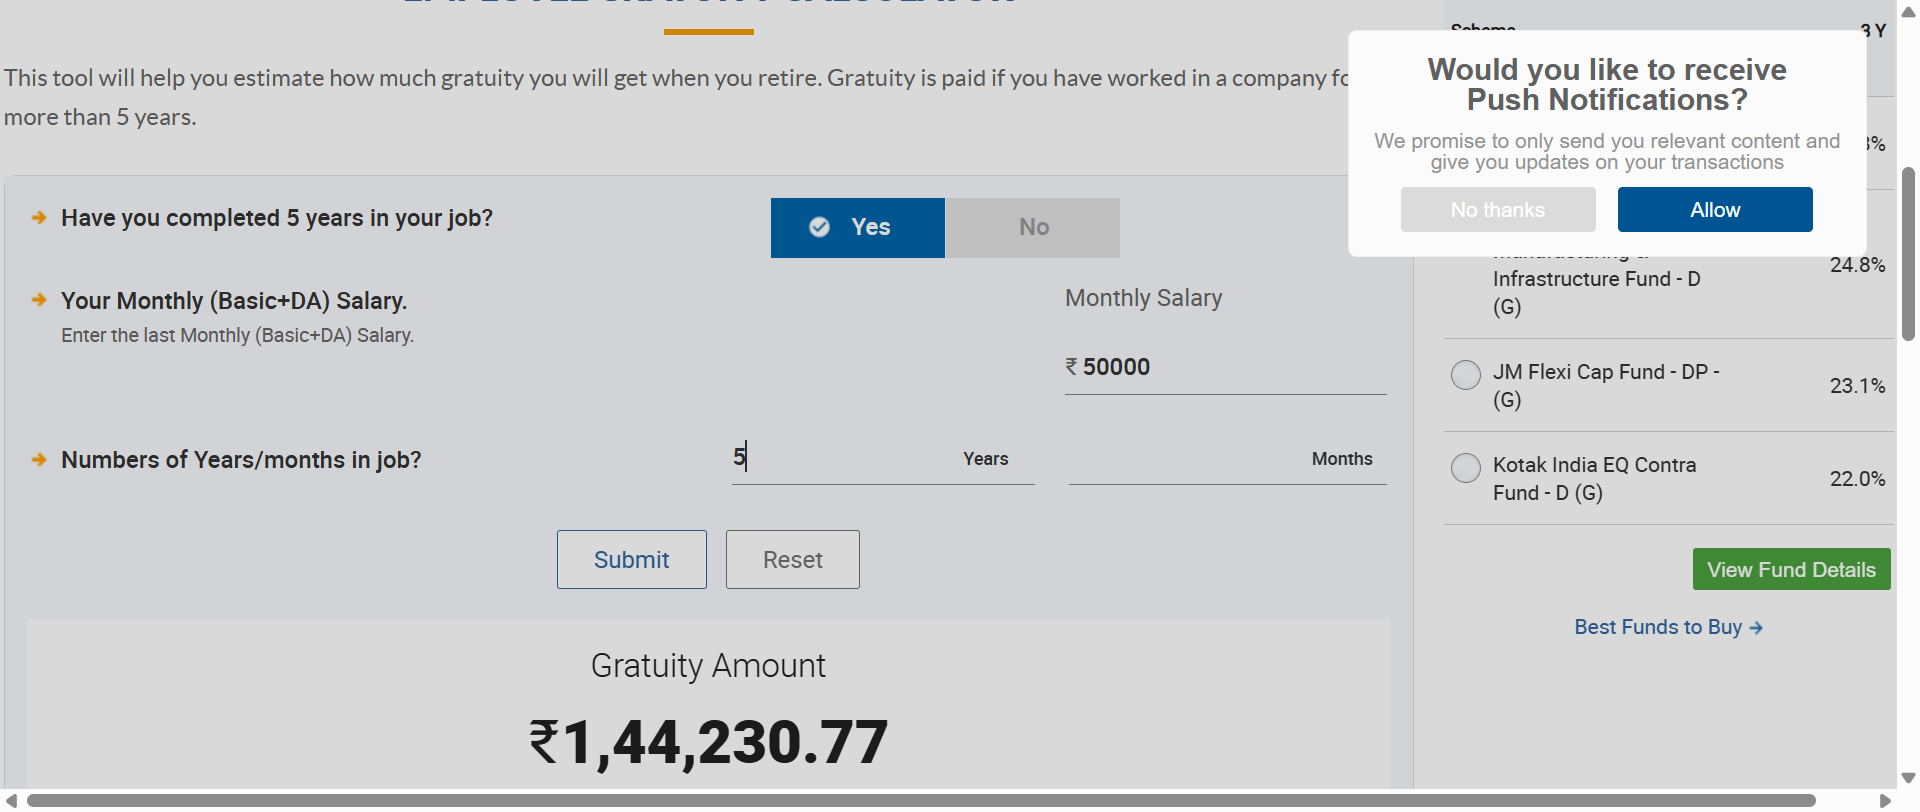 This tool will help you estimate how much gratuity you will get when you retire. Gratuity is paid if you have worked in a company
more than 5 years.
Have you completed 5 years in your job?
Yes
No
Your Monthly (Basic+DA) Salary.
Enter the last Monthly (Basic+DA) Salary.
Monthly Salary
₹ 50000
Numbers of Years/months in job?
5
Years
Months
Submit
Reset
Gratuity Amount
₹1,44,230.77
3 Y
Would you like to receive
Push Notifications?
We promise to only send you relevant content and
give you updates on your transactions
No thanks
Allow
Infrastructure Fund - D
(G)
24.8%
JM Flexi Cap Fund - DP -
(G)
23.1%
Kotak India EQ Contra
Fund - D (G)
22.0%
View Fund Details
Best Funds to Buy